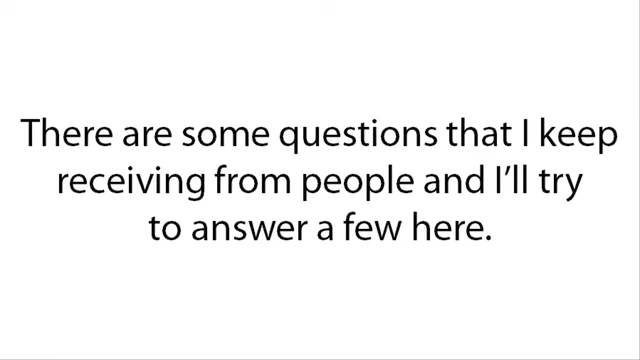 There are some questions that I keep
receiving from people and I’ll try
to answer a few here.